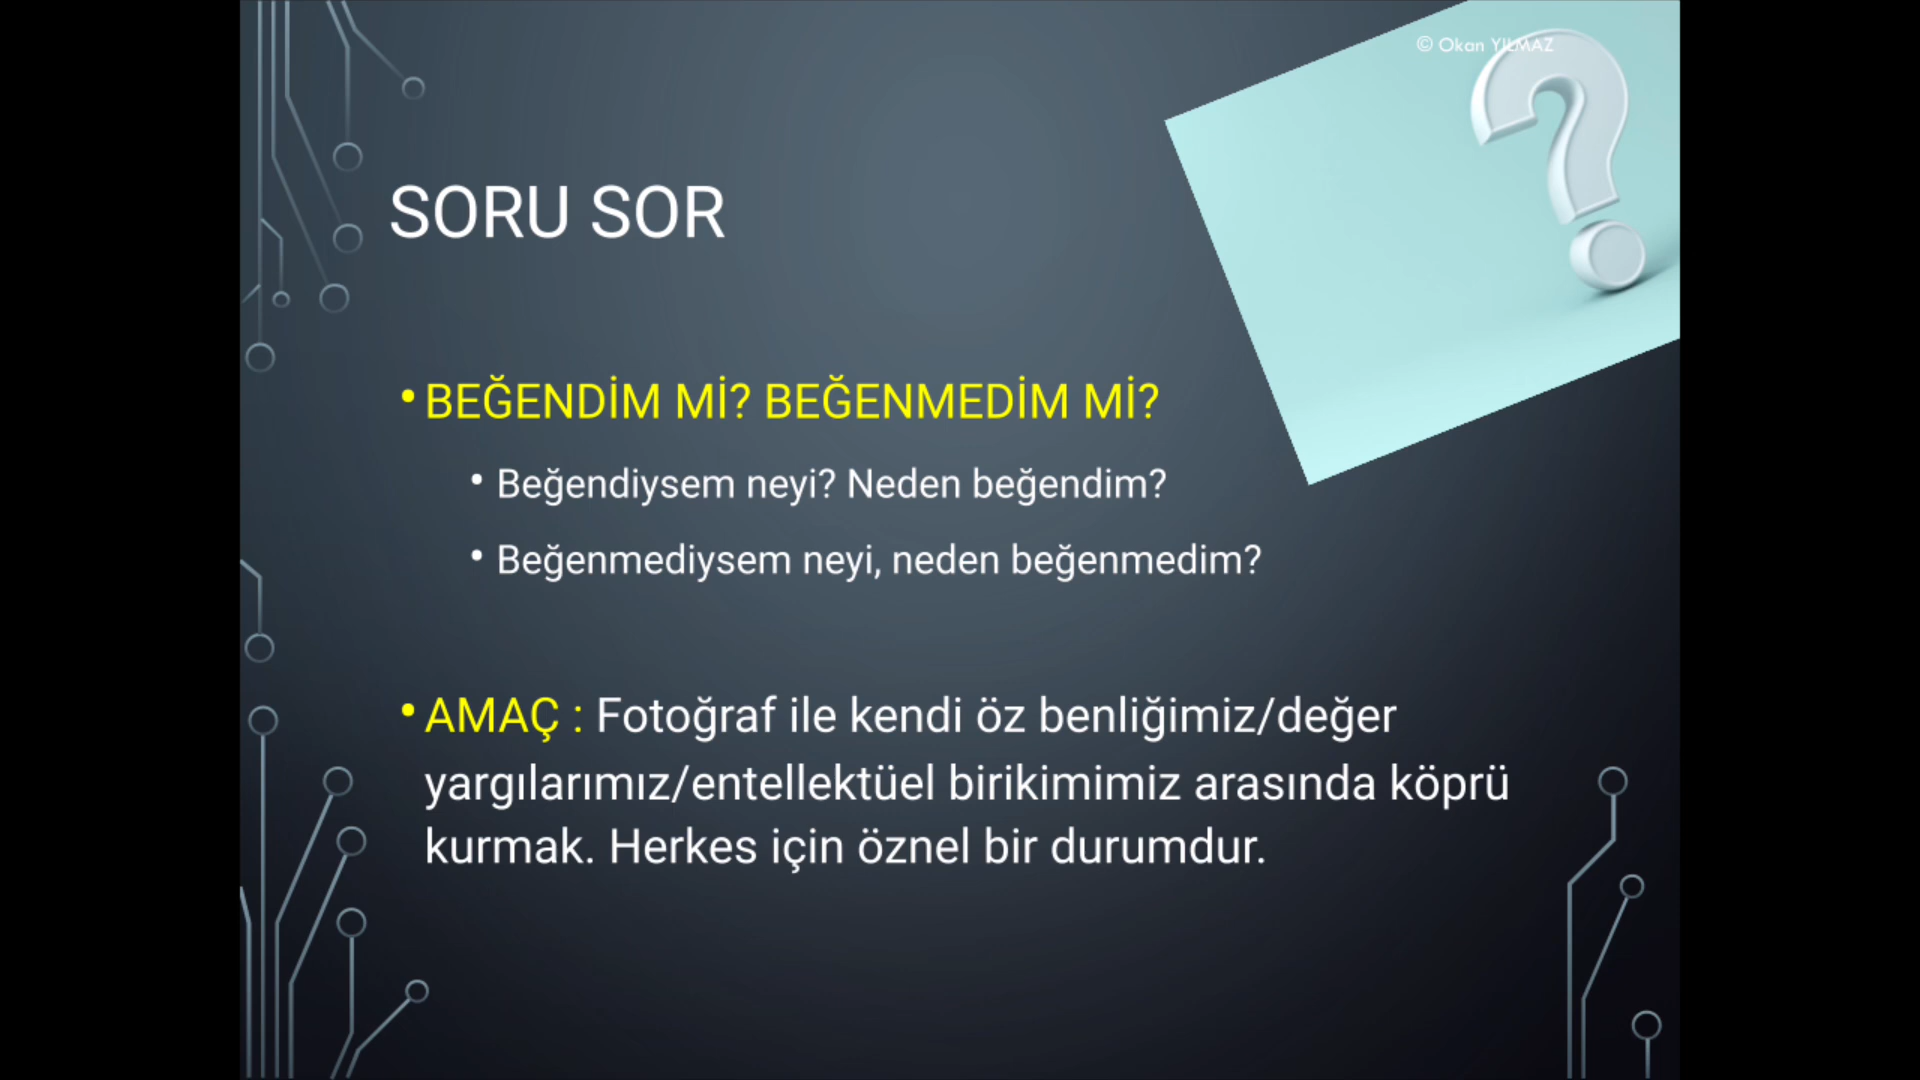 © Okan YILMAZ
SORU SOR
• BEĞENDİM Mİ? BEĞENMEDİM Mİ?
• Beğendiysem neyi? Neden beğendim?
• Beğenmediysem neyi, neden beğenmedim?
• AMAÇ : Fotoğraf ile kendi öz benliğimiz/değer
yargılarımız/entellektüel birikimimiz arasında köprü
kurmak. Herkes için öznel bir durumdur.